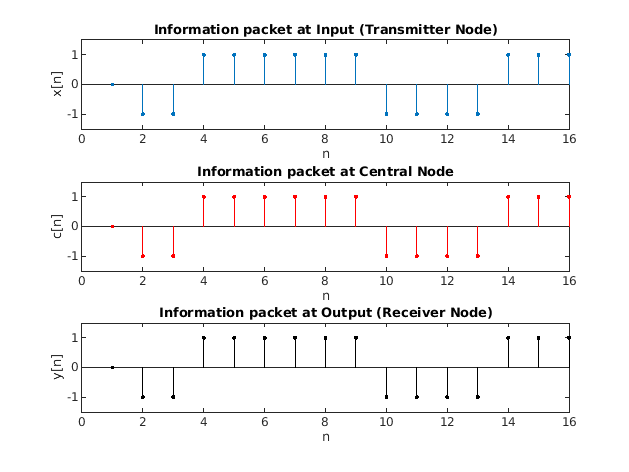 Information packet at Input (Transmitter Node)
1
0
-1
x[n]
0 2 4 6 8 10 12 14 16
n
Information packet at Central Node
1
0
-1
c[n]
0 2 4 6 8 10 12 14 16
n
Information packet at Output (Receiver Node)
1
0
-1
y[n]
0 2 4 6 8 10 12 14 16
n